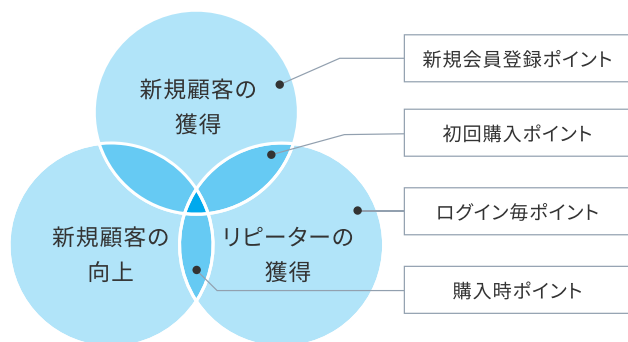 新規顧客の
獲得
新規顧客の
向上
リピーターの
獲得
新規会員登録ポイント
初回購入ポイント
ログイン毎ポイント
購入時ポイント